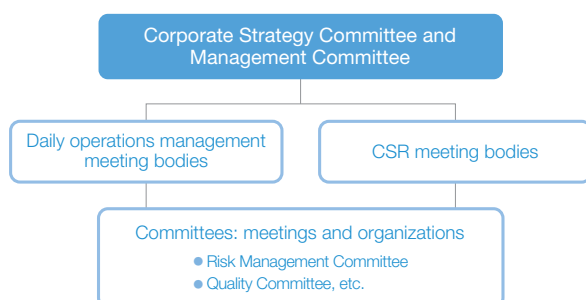 Corporate Strategy Committee and
Management Committee
Daily operations management
meeting bodies
CSR meeting bodies
Committees: meetings and organizations
● Risk Management Committee
● Quality Committee, etc.